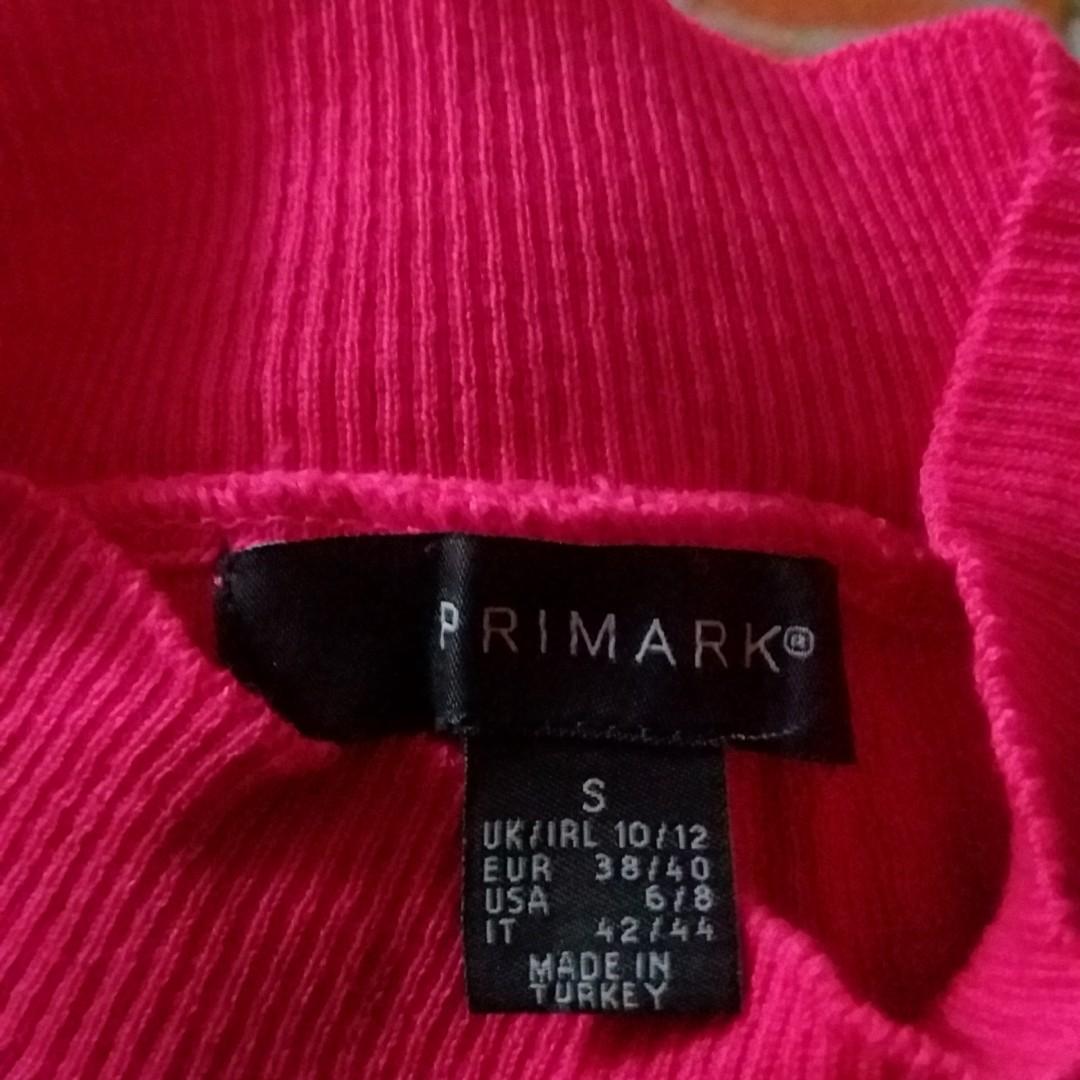 PRIMARK®
S
UK/IRL 10/12
EUR 38/40
USA 6/8
IT 42/44
MADE IN
TURKEY